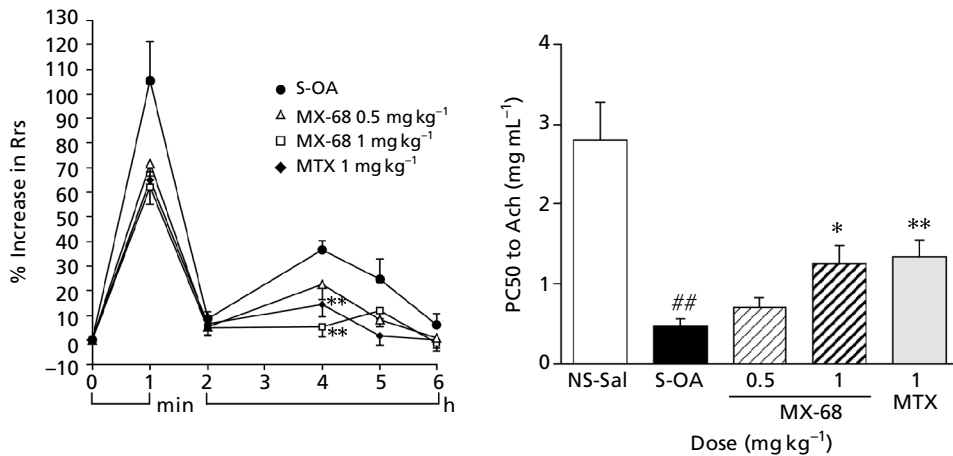 130
120
110
100
90
80
70
60
50
40
30
20
10
0
−10
% Increase in Rrs
S-OA
MX-68 0.5 mg kg⁻¹
MX-68 1 mg kg⁻¹
MTX 1 mg kg⁻¹
**
**
0 1 2 3 4 5 6
min h
4
3
2
1
0
PC50 to Ach (mg mL⁻¹)
##
* **
NS-Sal S-OA 0.5 1 1
MX-68 MTX
Dose (mg kg⁻¹)